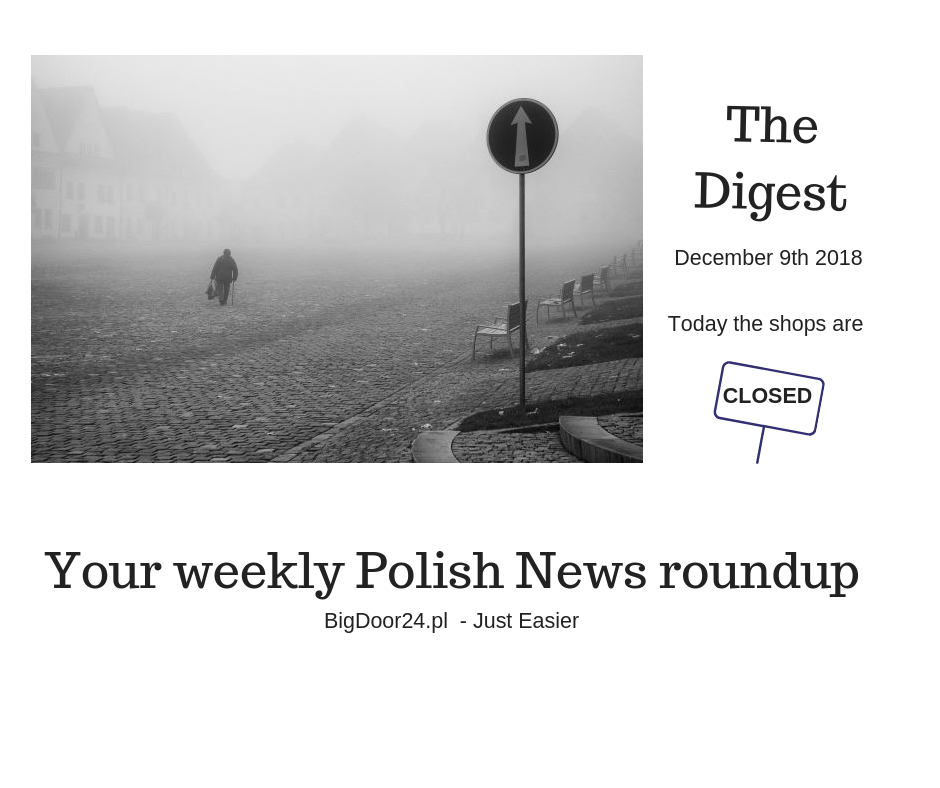 The
Digest
December 9th 2018
Today the shops are
CLOSED
Your weekly Polish News roundup
BigDoor24.pl  - Just Easier